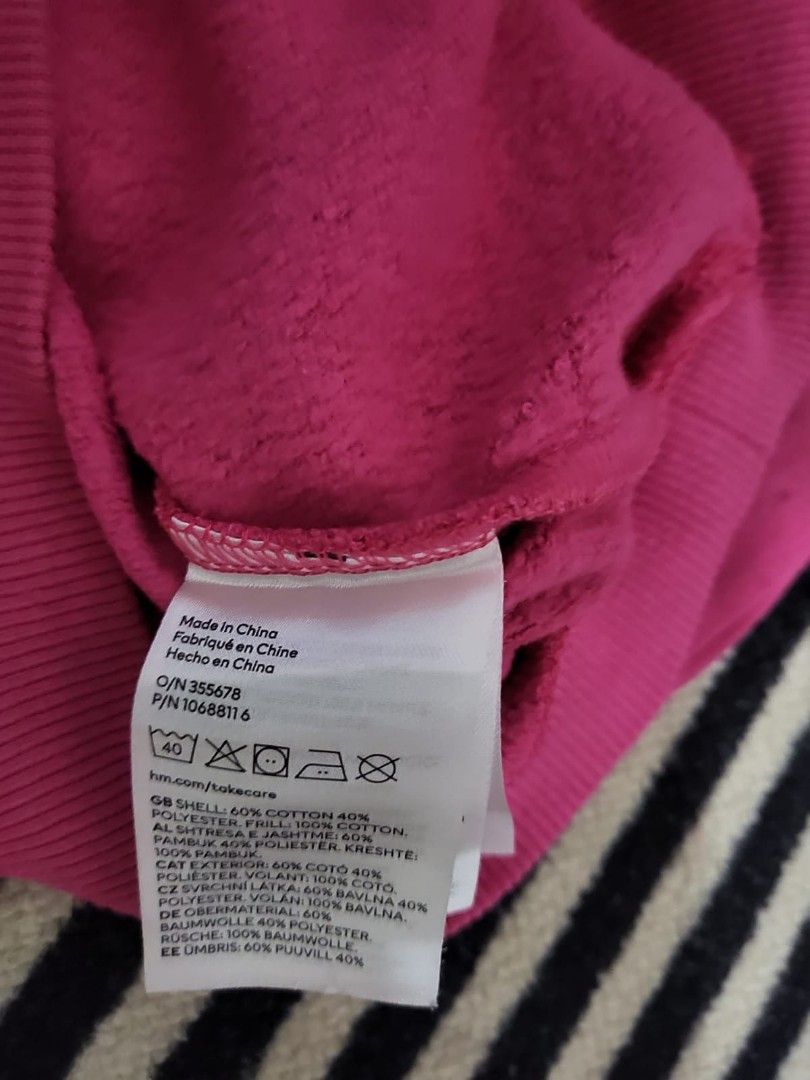 Made in China
Fabriqué en Chine
Hecho en China
O/N 355678
P/N 1068811 6
40
hm.com/takecare
GB SHELL: 60% COTTON 40%
POLYESTER. FRILL: 100% COTTON.
AL SHTRESA E JASHTME: 60%
PAMBUK 40% POLIESTËR. KRESHTË:
100% PAMBUK.
CAT EXTERIOR: 60% COTÓ 40%
POLIÈSTER. VOLANT: 100% COTÓ.
CZ SVRCHNÍ LÁTKA: 60% BAVLNA 40%
POLYESTER. VOLÁN: 100% BAVLNA.
DE OBERMATERIAL: 60%
BAUMWOLLE 40% POLYESTER.
RÜSCHE: 100% BAUMWOLLE.
EE ÜMBRIS: 60% PUUVILL 40%